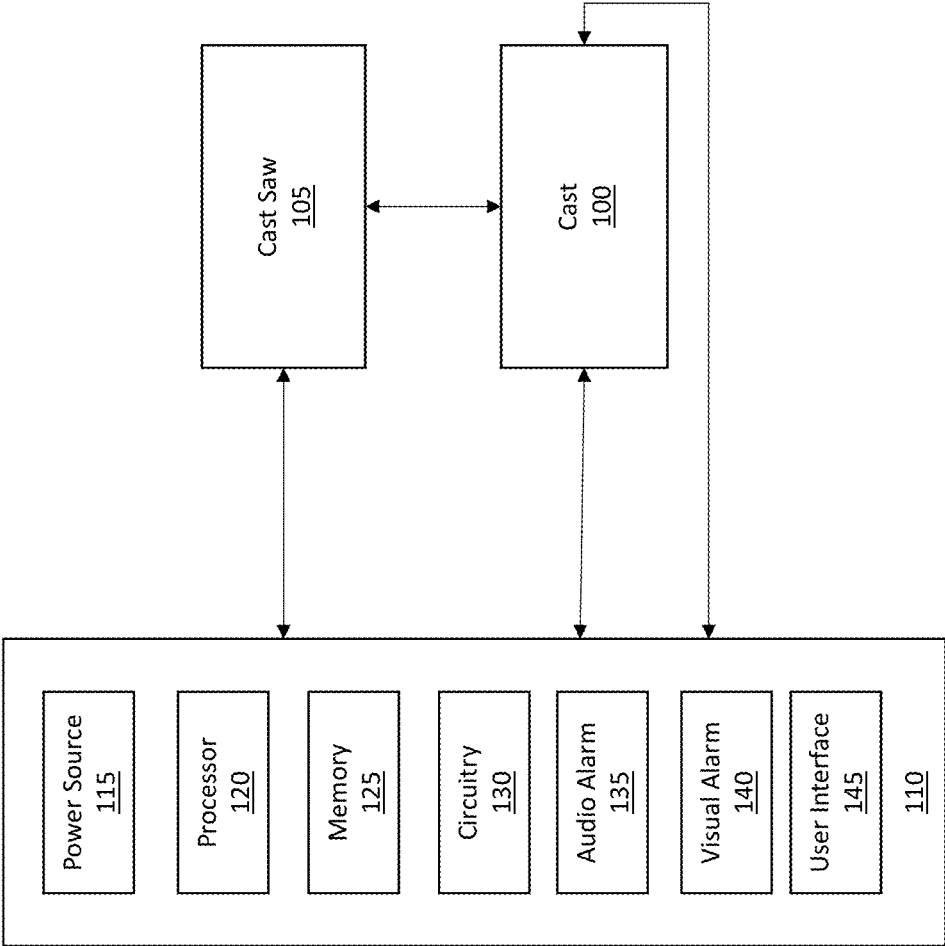 Power Source
115
Processor
120
Memory
125
Circuitry
130
Audio Alarm
135
Visual Alarm
140
User Interface
145
110
Cast Saw
105
Cast
100